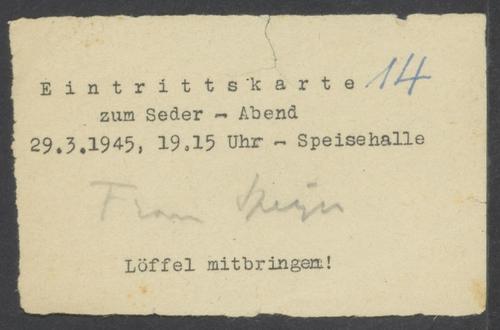 Eintrittskarte 14
zum Seder - Abend
29.3.1945, 19.15 Uhr - Speisehalle
Frau
Löffel mitbringen!